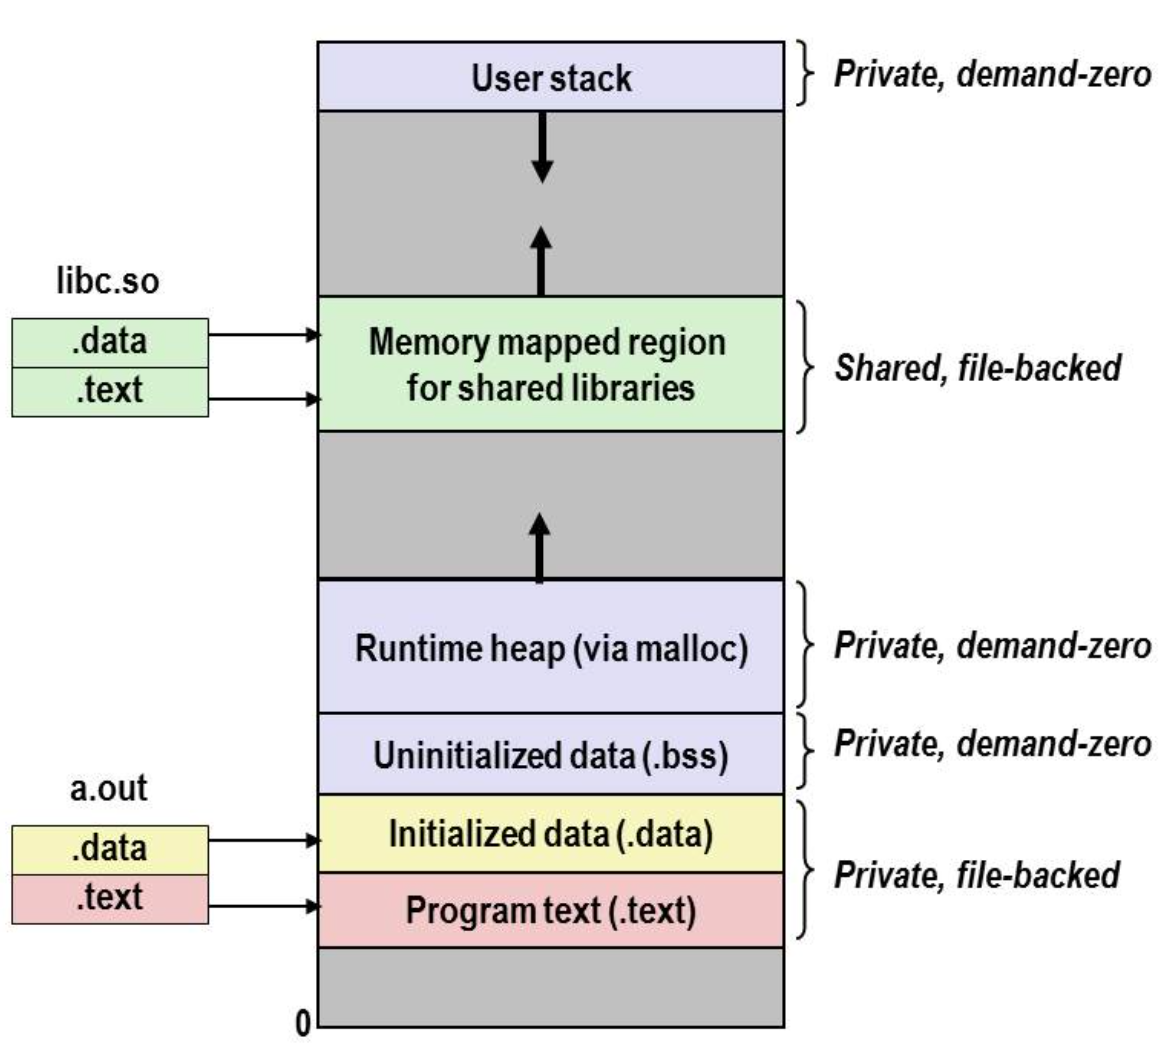 User stack
Private, demand-zero
libc.so
.data
.text
Memory mapped region
for shared libraries
Shared, file-backed
Runtime heap (via malloc)
Private, demand-zero
Uninitialized data (.bss)
Private, demand-zero
a.out
.data
.text
Initialized data (.data)
Program text (.text)
Private, file-backed
0